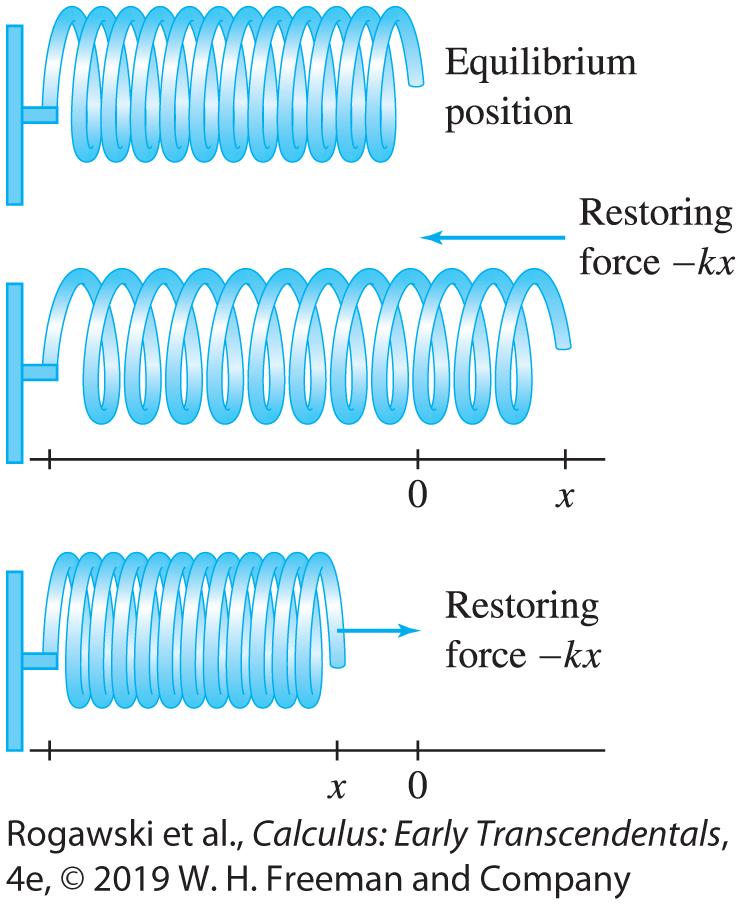 Equilibrium
position
Restoring
force −kx
0
x
Restoring
force −kx
x
0
Rogawski et al., Calculus: Early Transcendentals,
4e, © 2019 W. H. Freeman and Company